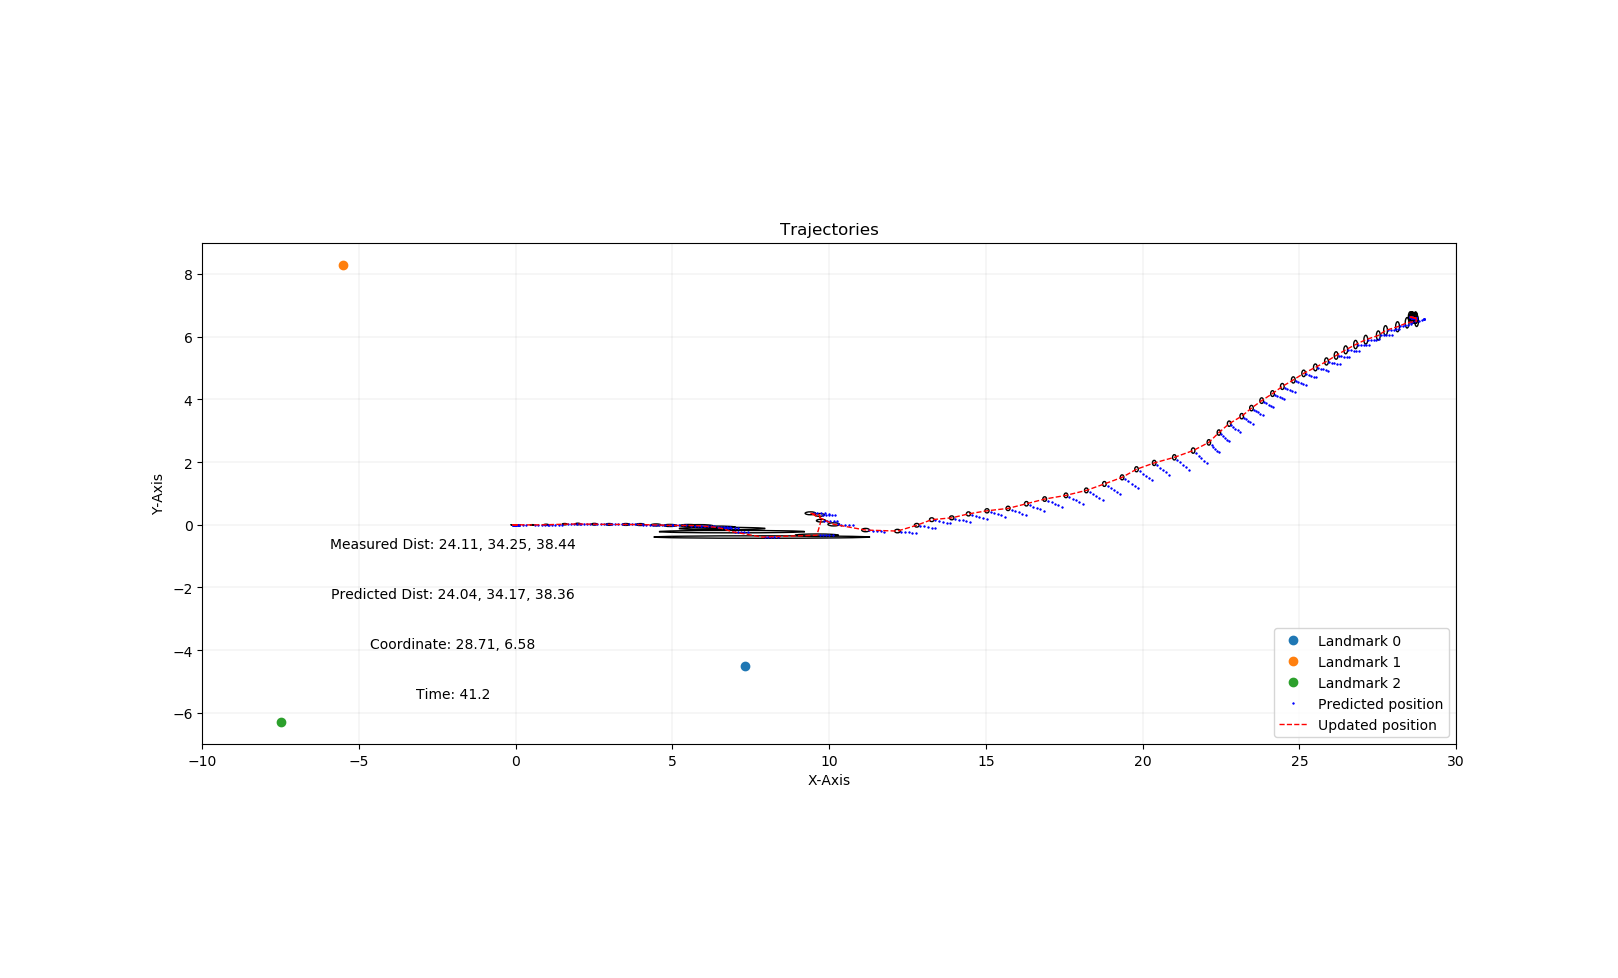 Trajectories
8
6
4
2
0
−2
−4
−6
Y-Axis
Measured Dist: 24.11, 34.25, 38.44
Predicted Dist: 24.04, 34.17, 38.36
Coordinate: 28.71, 6.58
Time: 41.2
Landmark 0
Landmark 1
Landmark 2
Predicted position
Updated position
−10 −5 0 5 10 15 20 25 30
X-Axis